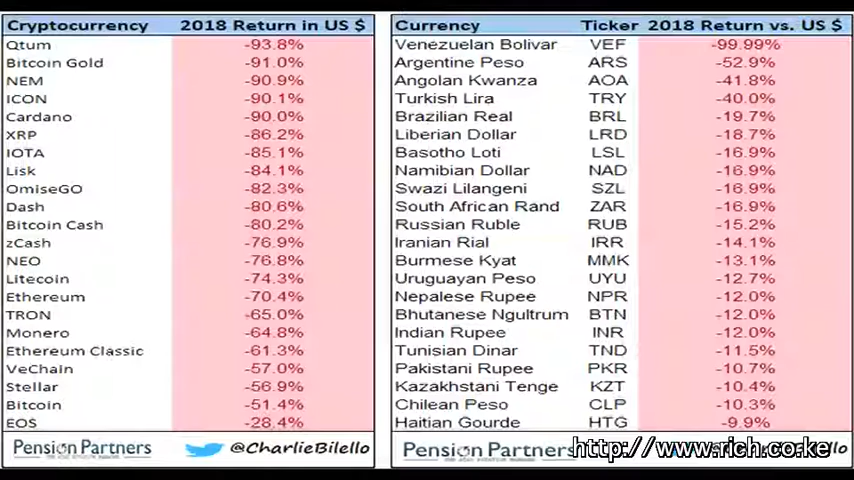 Cryptocurrency 2018 Return in US $
Qtum -93.8%
Bitcoin Gold -91.0%
NEM -90.9%
ICON -90.1%
Cardano -90.0%
XRP -86.2%
IOTA -85.1%
Lisk -84.1%
OmiseGO -82.3%
Dash -80.6%
Bitcoin Cash -80.2%
zCash -76.9%
NEO -76.8%
Litecoin -74.3%
Ethereum -70.4%
TRON -65.0%
Monero -64.8%
Ethereum Classic -61.3%
VeChain -57.0%
Stellar -56.9%
Bitcoin -51.4%
EOS -28.4%
Pension Partners @CharlieBilello
Currency Ticker 2018 Return vs. US $
Venezuelan Bolivar VEF -99.99%
Argentine Peso ARS -52.9%
Angolan Kwanza AOA -41.8%
Turkish Lira TRY -40.0%
Brazilian Real BRL -19.7%
Liberian Dollar LRD -18.7%
Basotho Loti LSL -16.9%
Namibian Dollar NAD -16.9%
Swazi Lilangeni SZL -16.9%
South African Rand ZAR -16.9%
Russian Ruble RUB -15.2%
Iranian Rial IRR -14.1%
Burmese Kyat MMK -13.1%
Uruguayan Peso UYU -12.7%
Nepalese Rupee NPR -12.0%
Bhutanese Ngultrum BTN -12.0%
Indian Rupee INR -12.0%
Tunisian Dinar TND -11.5%
Pakistani Rupee PKR -10.7%
Kazakhstani Tenge KZT -10.4%
Chilean Peso CLP -10.3%
Haitian Gourde HTG -9.9%
Pension Partners
http://www.rich.co.ke